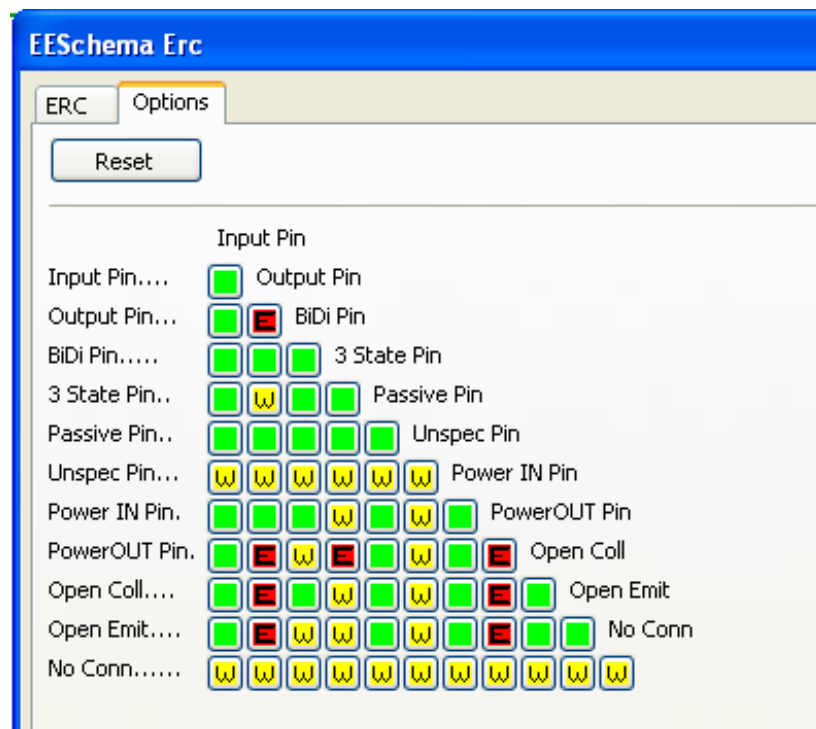 EESchema Erc
ERC Options
Reset
Input Pin
Input Pin.... Output Pin
Output Pin... E BiDi Pin
BiDi Pin..... 3 State Pin
3 State Pin.. W Passive Pin
Passive Pin.. Unspec Pin
Unspec Pin... W W W W W W Power IN Pin
Power IN Pin. W W PowerOUT Pin
PowerOUT Pin. E W E W E Open Coll
Open Coll.... E W W E Open Emit
Open Emit.... E W W W E No Conn
No Conn...... W W W W W W W W W W W